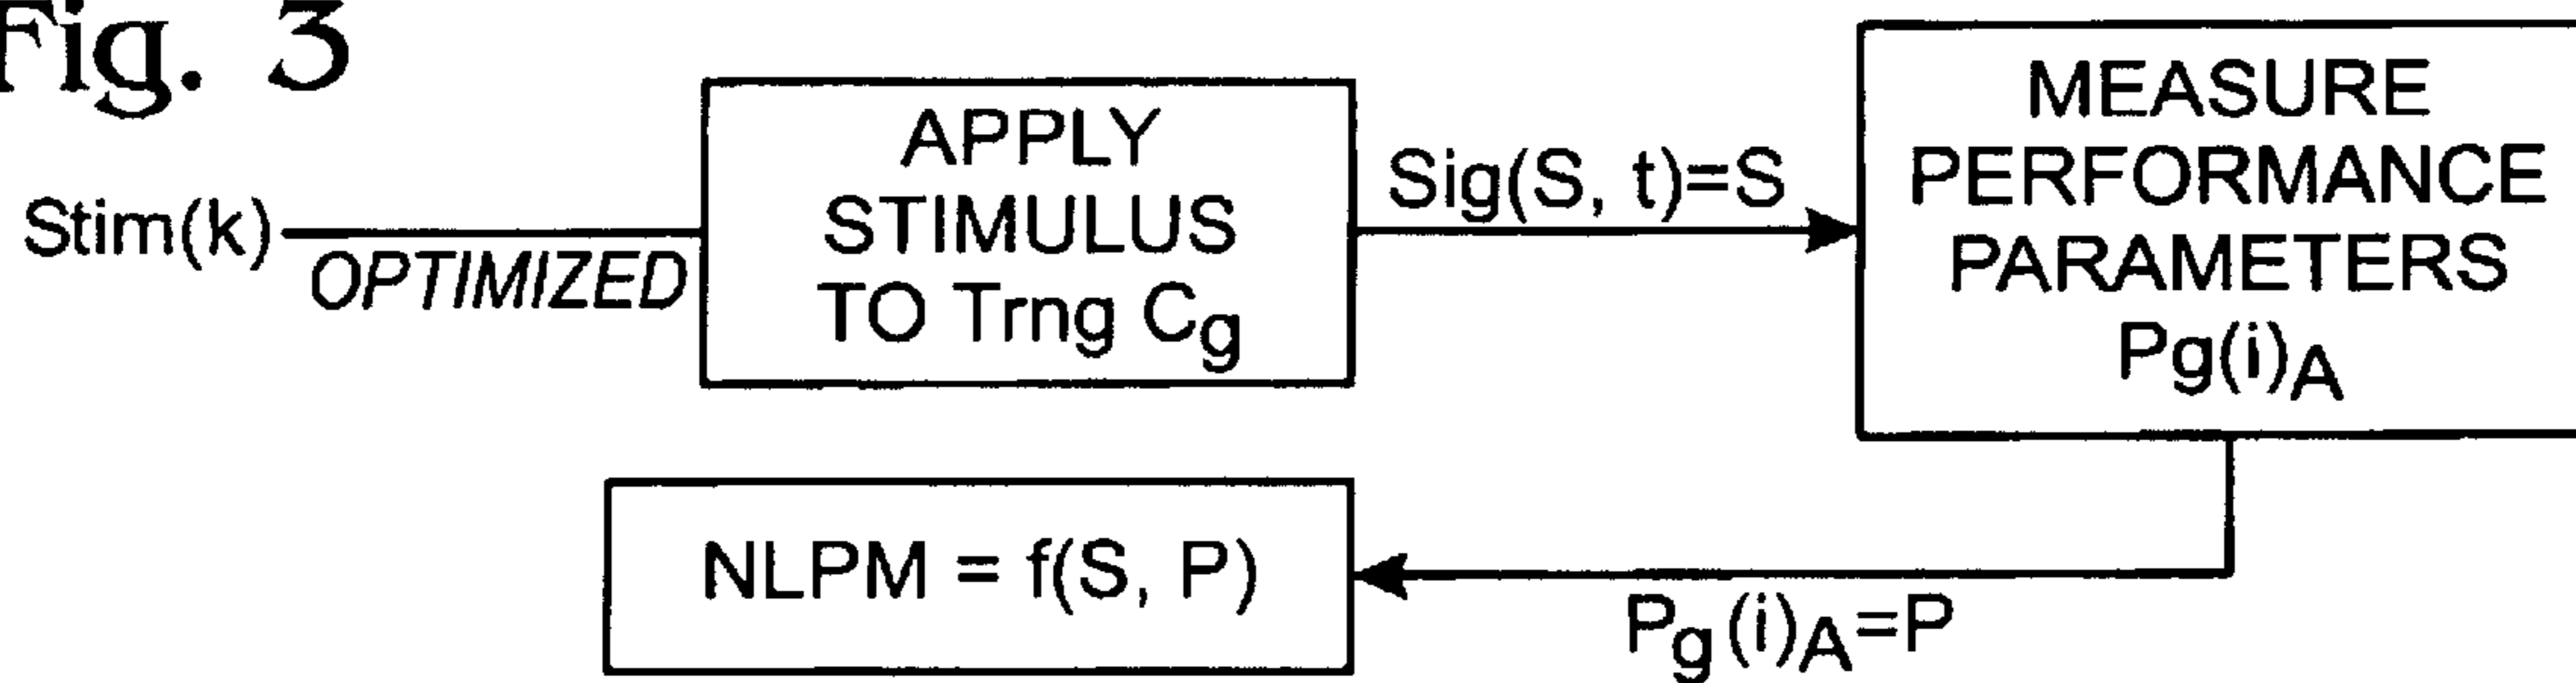 Fig. 3
Stim(k)
OPTIMIZED
APPLY
STIMULUS
TO Trng Cg
Sig(S, t)=S
MEASURE
PERFORMANCE
PARAMETERS
Pg(i)A
NLPM = f(S, P)
Pg(i)A=P